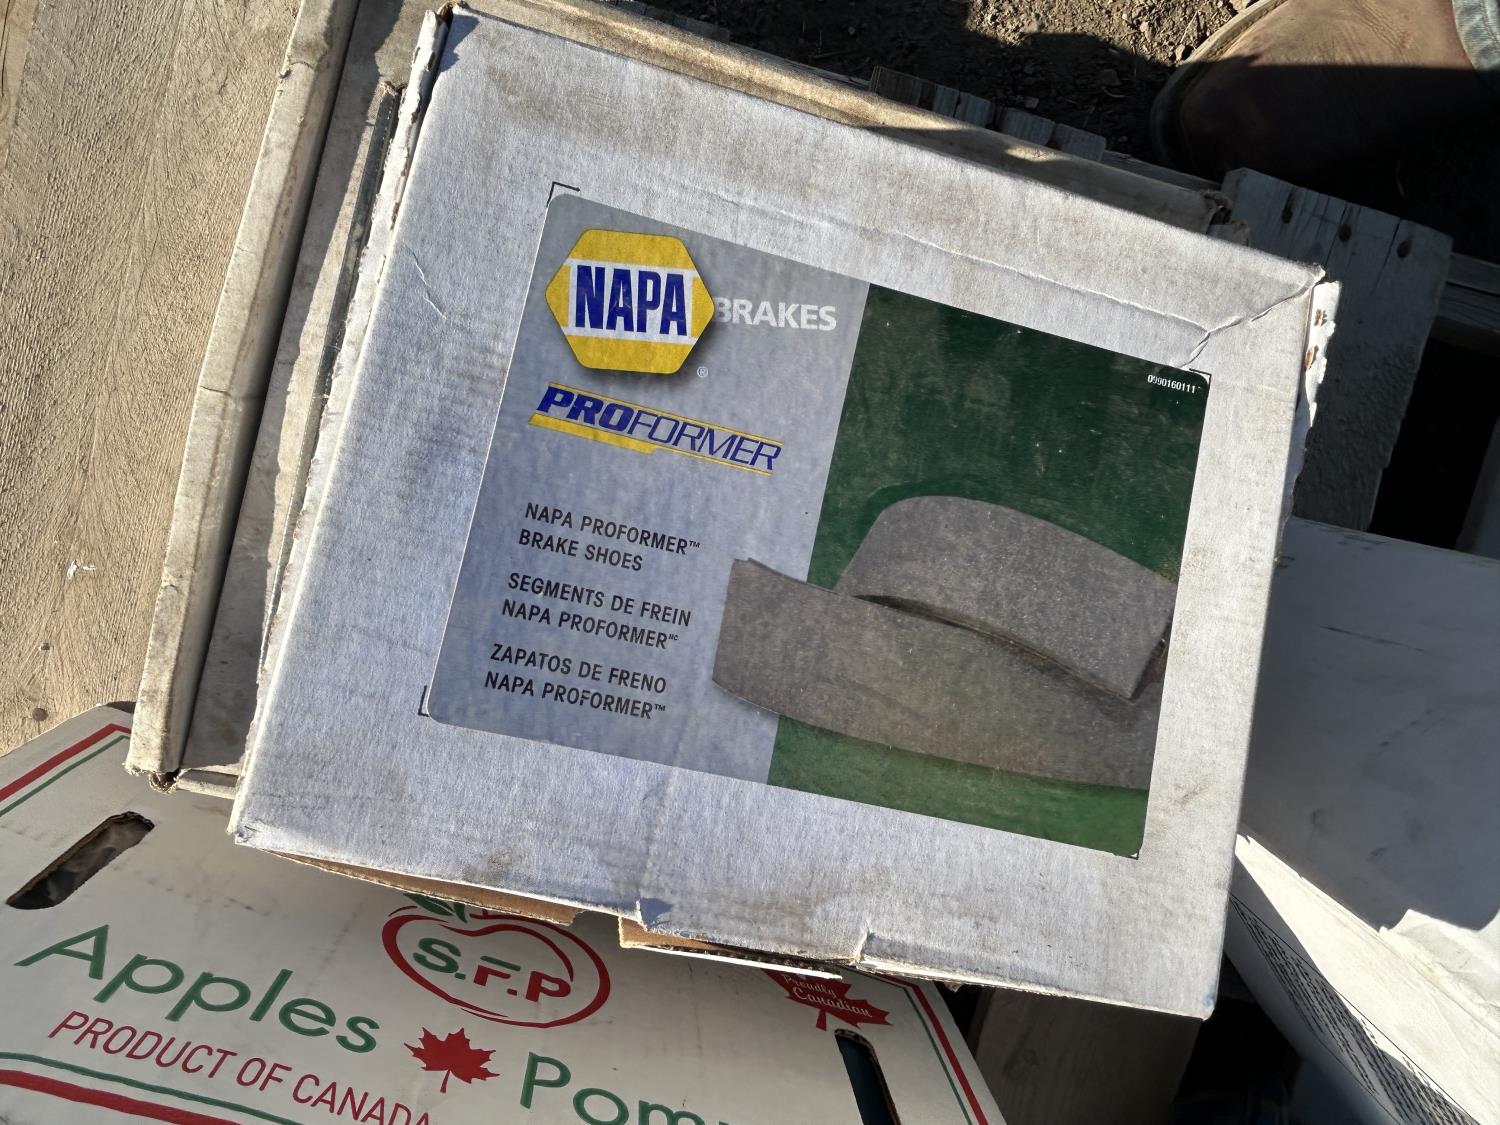 NAPA BRAKES
®
PROFORMER
0990160111
NAPA PROFORMER™
BRAKE SHOES
SEGMENTS DE FREIN
NAPA PROFORMER MC
ZAPATOS DE FRENO
NAPA PROFORMER™
S.F.P
Proudly
Canadian
Apples
Pom
PRODUCT OF CANADA